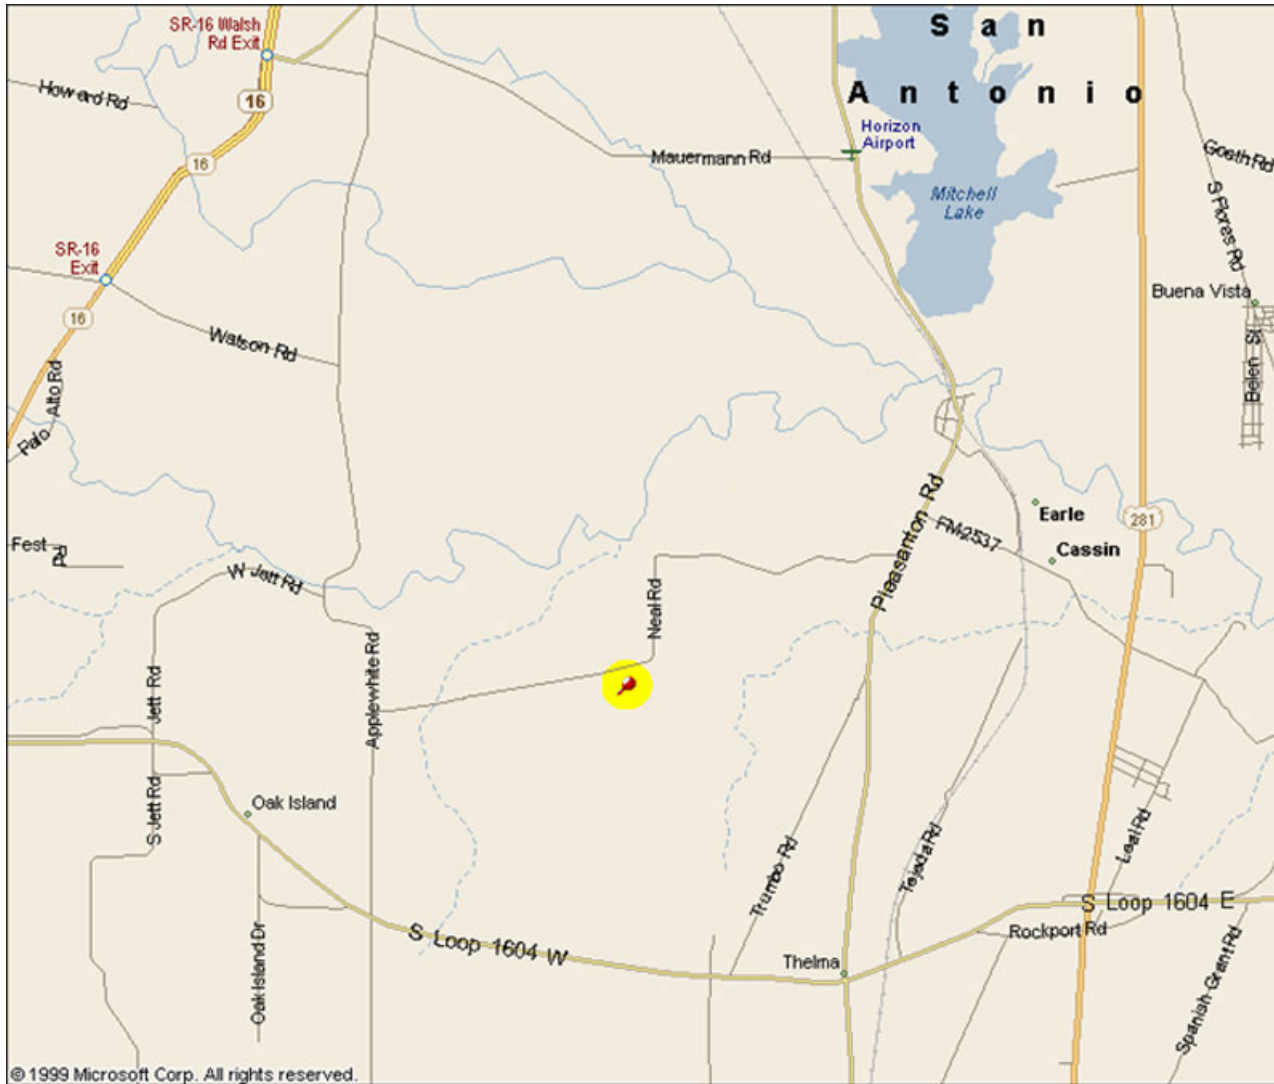 SR-16 Walsh
Rd Exit
San
Howard Rd
16
Antonio
Horizon
Airport
Mauermann Rd
Goeth Rd
16
Mitchell
Lake
S Flores Rd
SR-16
Exit
Buena Vista
16
Watson Rd
Belen St
Palo Alto Rd
Pleasanton Rd
Earle
281
FM-2537
Cassin
Fest
Rd
W Jett Rd
Neal Rd
Applewhite Rd
Jett Rd
S Jett Rd
Oak Island
Leal Rd
Trumbo Rd
Tejeda Rd
S Loop 1604 E
Rockport Rd
S Loop 1604 W
Thelma
Oak Island Dr
Spanish Grant Rd
© 1999 Microsoft Corp. All rights reserved.